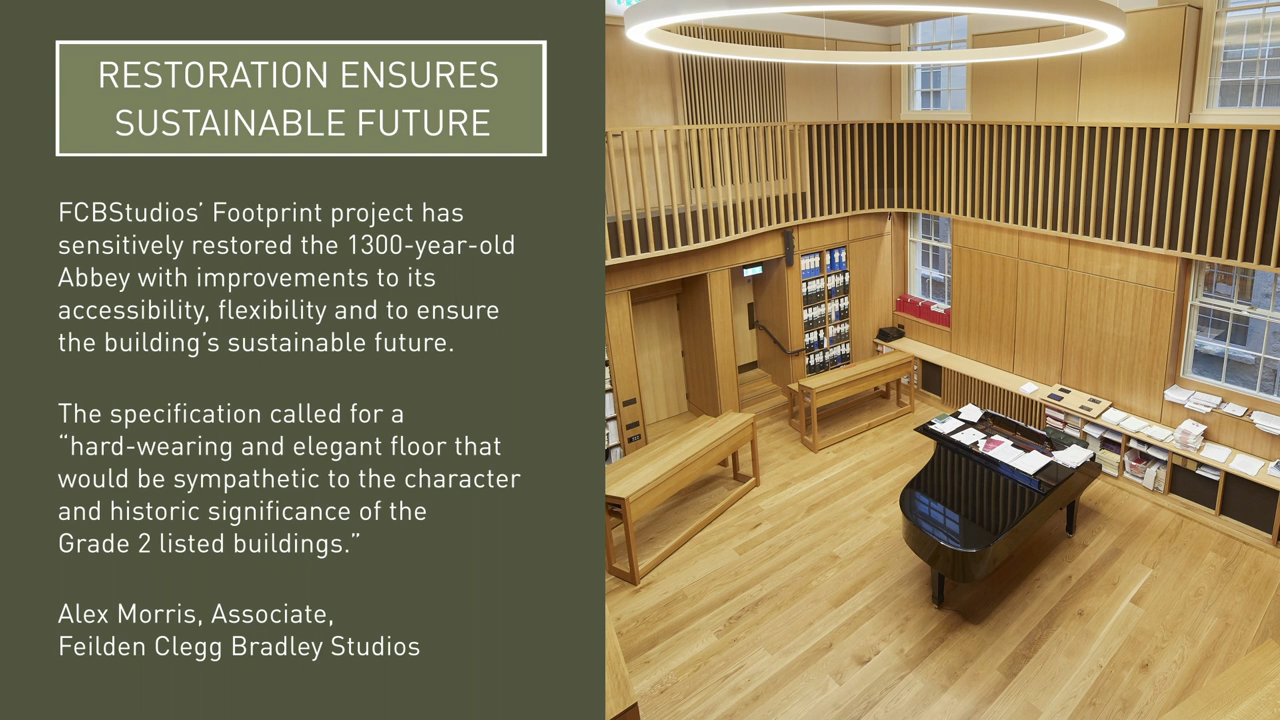 RESTORATION ENSURES
SUSTAINABLE FUTURE
FCBStudios’ Footprint project has
sensitively restored the 1300-year-old
Abbey with improvements to its
accessibility, flexibility and to ensure
the building’s sustainable future.
The specification called for a
“hard-wearing and elegant floor that
would be sympathetic to the character
and historic significance of the
Grade 2 listed buildings.”
Alex Morris, Associate,
Feilden Clegg Bradley Studios